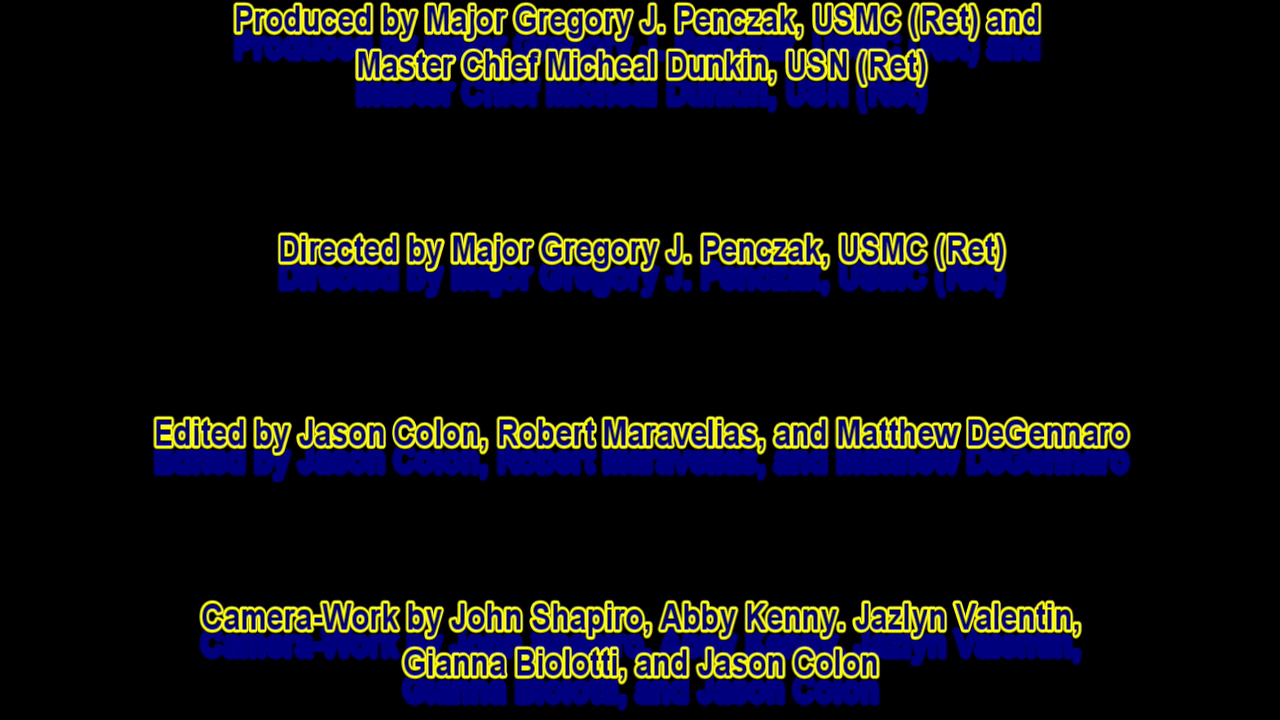 Produced by Major Gregory J. Penczak, USMC (Ret) and
Master Chief Micheal Dunkin, USN (Ret)
Directed by Major Gregory J. Penczak, USMC (Ret)
Edited by Jason Colon, Robert Maravelias, and Matthew DeGennaro
Camera-Work by John Shapiro, Abby Kenny. Jazlyn Valentin,
Gianna Biolotti, and Jason Colon